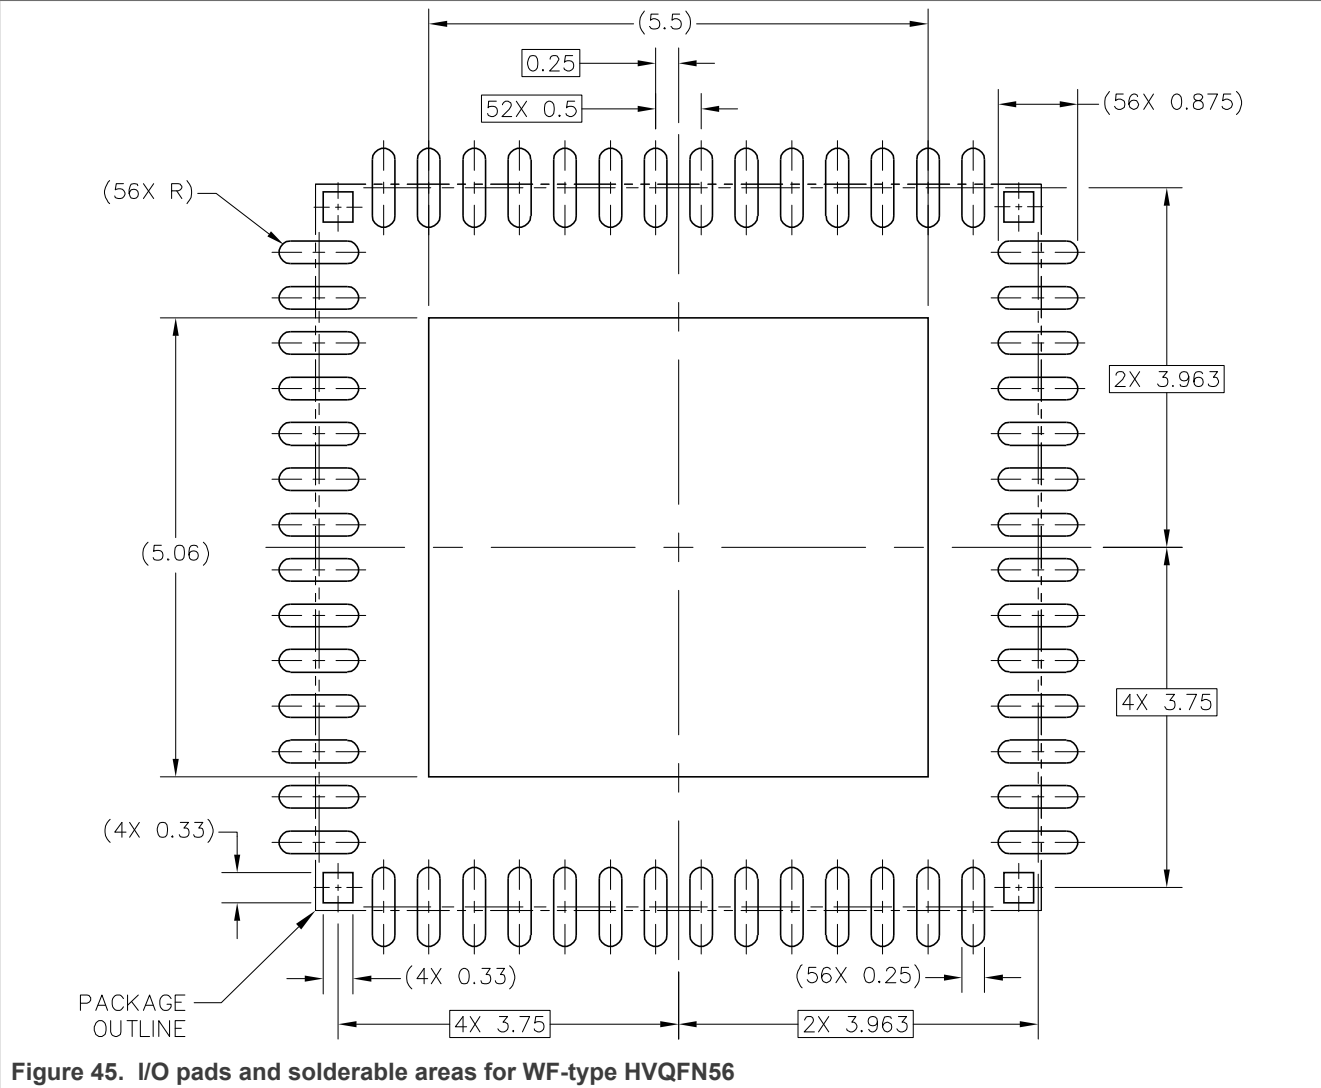 (5.5)
0.25
52X 0.5
(56X 0.875)
(56X R)
2X 3.963
(5.06)
4X 3.75
(4X 0.33)
(4X 0.33)
(56X 0.25)
PACKAGE
OUTLINE
4X 3.75
2X 3.963
Figure 45. I/O pads and solderable areas for WF-type HVQFN56